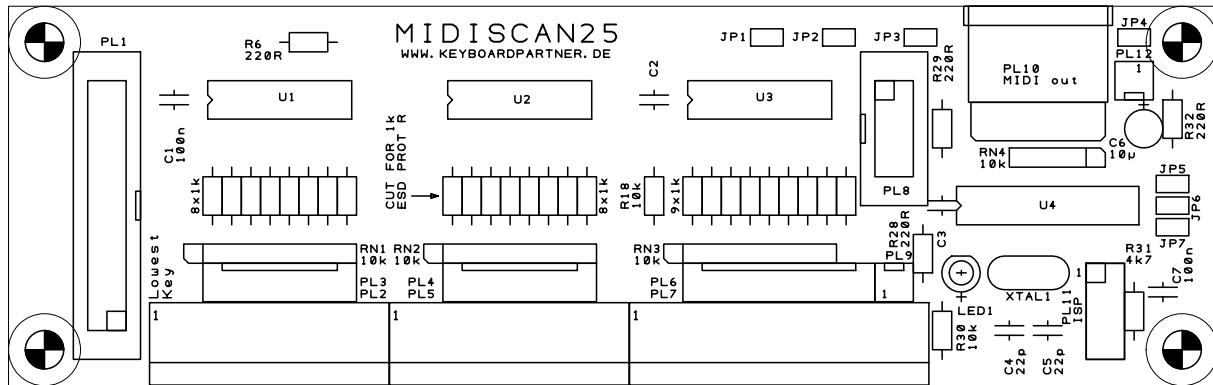 MIDISCAN25
WWW.KEYBOARDPARTNER.DE
PL1
R6
220R
JP1
JP2
JP3
JP4
PL12
1
R29
220R
PL10
MIDI out
C1
100n
U1
U2
C2
U3
R32
220R
C6
10µ
CUT FOR 1k
ESD PROT'R
8x1k
8x1k
R18
10k
9x1k
PL8
RN4
10k
U4
JP5
JP6
JP7
Lowest
Key
RN1
10k
RN2
10k
RN3
10k
R28
220R
C3
PL9
PL3
PL2
PL4
PL5
PL6
PL7
1
LED1
XTAL1
1
PL11
ISP
R31
4k7
C7
100n
1
1
1
R30
10k
C4
22p
C5
22p